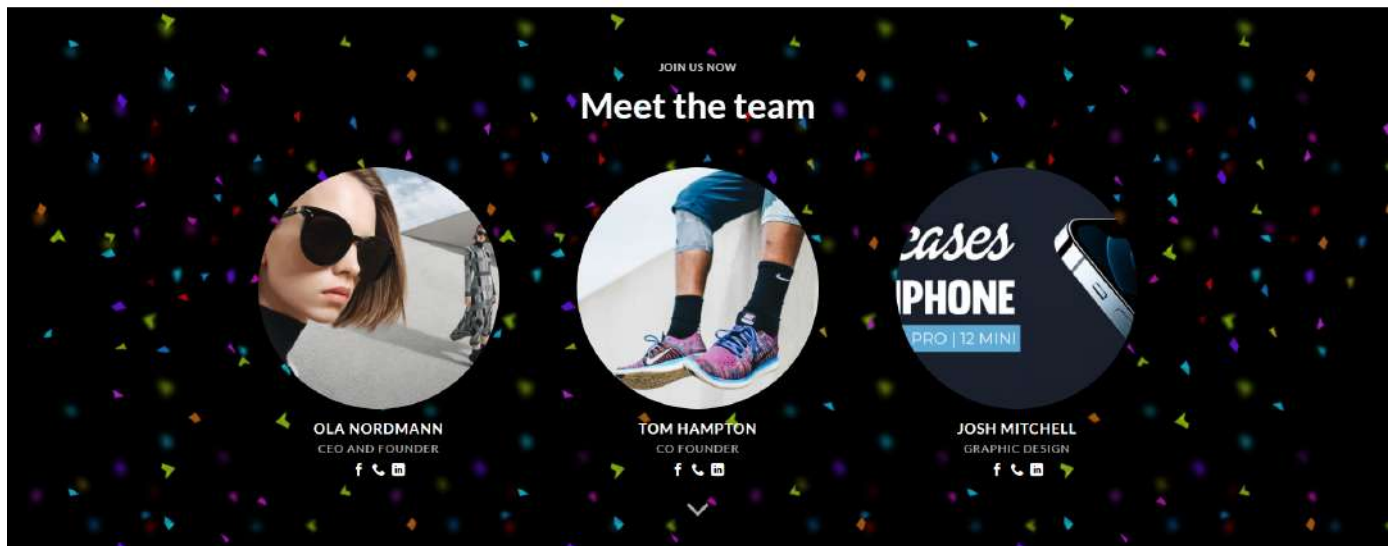 JOIN US NOW
Meet the team
cases
IPHONE
PRO | 12 MINI
OLA NORDMANN
CEO AND FOUNDER
TOM HAMPTON
CO FOUNDER
JOSH MITCHELL
GRAPHIC DESIGN